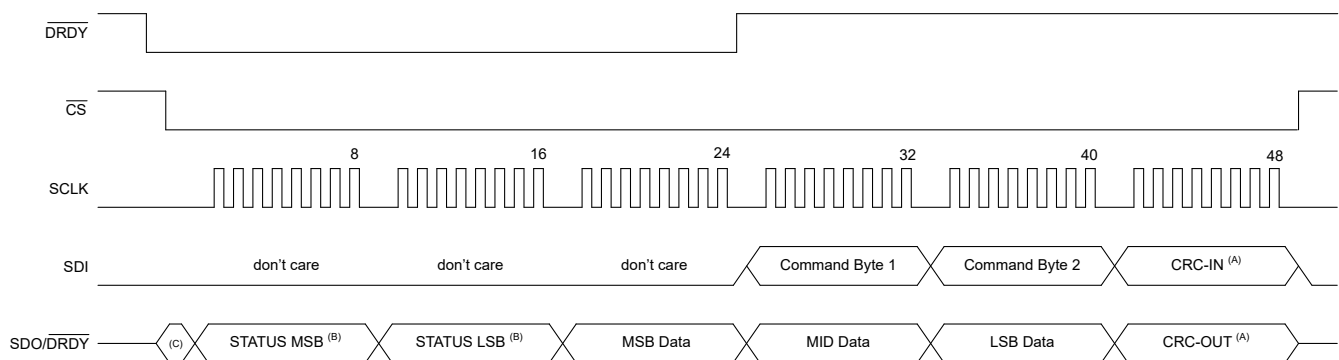 DRDY
CS
8 16 24 32 40 48
SCLK
SDI don't care don't care don't care Command Byte 1 Command Byte 2 CRC-IN (A)
SDO/DRDY (C) STATUS MSB (B) STATUS LSB (B) MSB Data MID Data LSB Data CRC-OUT (A)